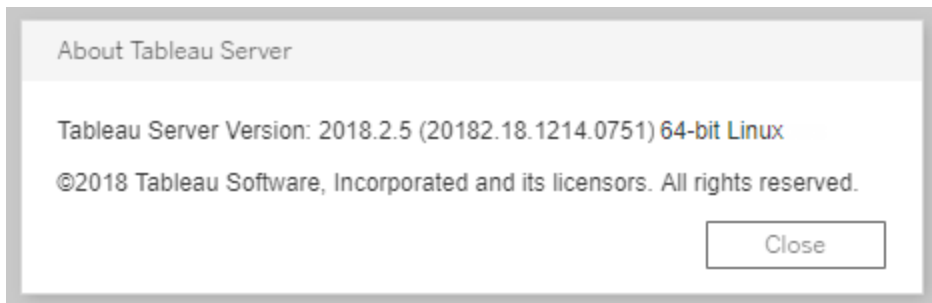 About Tableau Server
Tableau Server Version: 2018.2.5 (20182.18.1214.0751) 64-bit Linux
©2018 Tableau Software, Incorporated and its licensors. All rights reserved.
Close